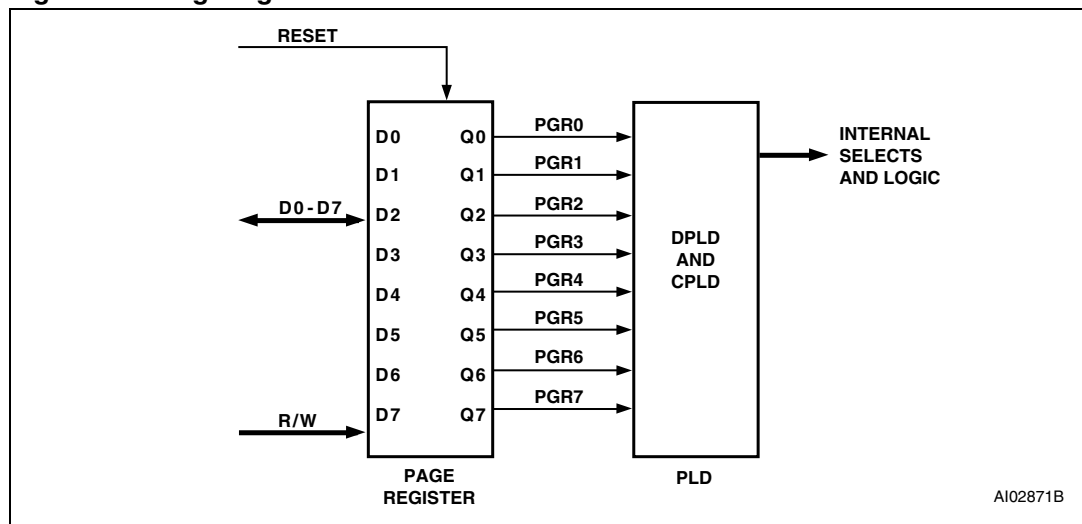 RESET
D0
D1
D2
D3
D4
D5
D6
D7
Q0
Q1
Q2
Q3
Q4
Q5
Q6
Q7
D0-D7
R/W
PAGE
REGISTER
PGR0
PGR1
PGR2
PGR3
PGR4
PGR5
PGR6
PGR7
DPLD
AND
CPLD
PLD
INTERNAL
SELECTS
AND LOGIC
AI02871B